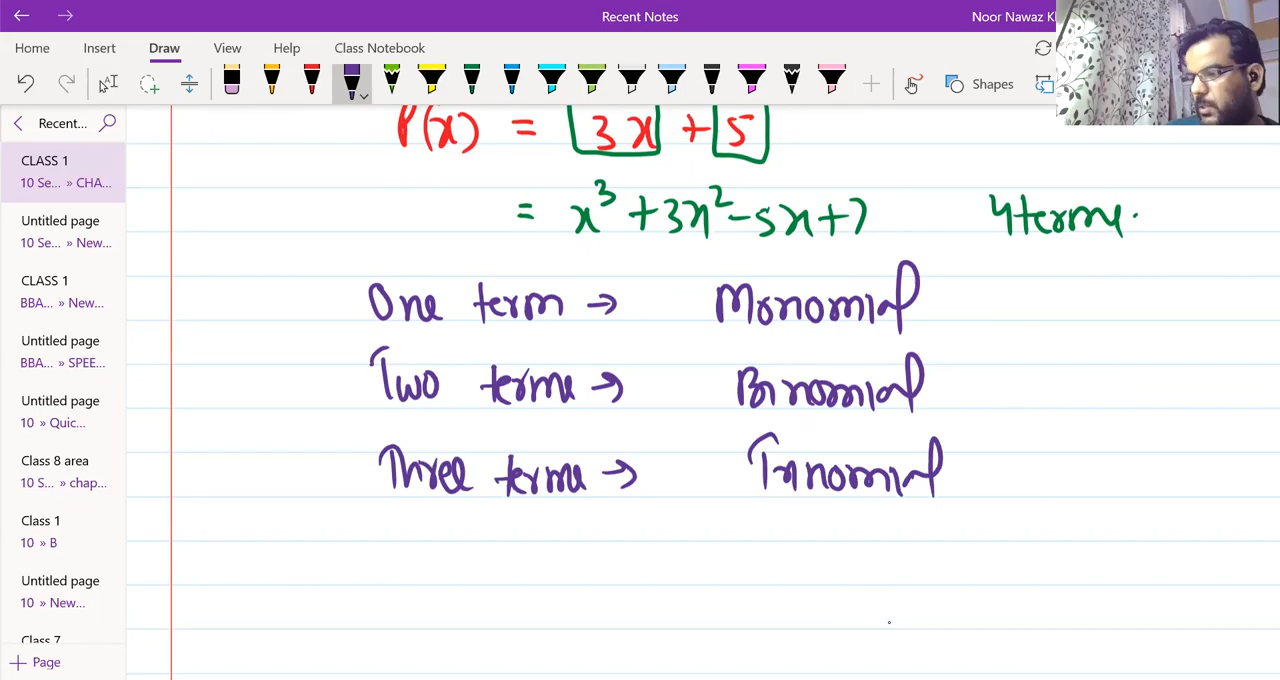 Recent Notes
Noor Nawaz
Home Insert Draw View Help Class Notebook
Shapes
Recent...
CLASS 1
10 Se... » CHA...
Untitled page
10 Se... » New...
CLASS 1
BBA... » New...
Untitled page
BBA... » SPEE...
Untitled page
10 » Quic...
Class 8 area
10 S... » chap...
Class 1
10 » B
Untitled page
10 » New...
Class 7
Page
P(x) = 3x + 5
= x³ + 3x² - 5x + 7 4 terms.
One term → Monomial
Two terms → Binomial
Three terms → Trinomial